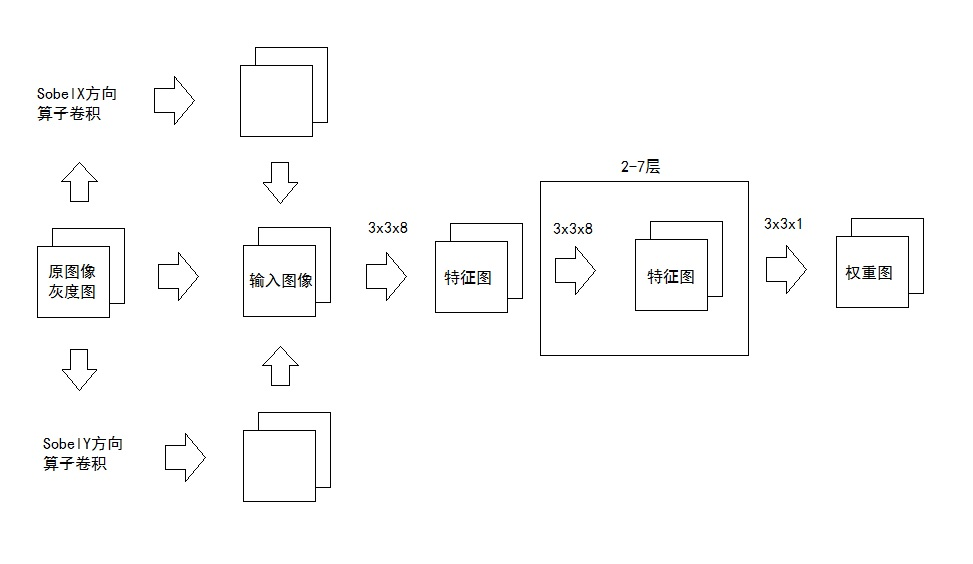 SobelX方向
算子卷积
2-7层
3x3x8
3x3x8
3x3x1
原图像
灰度图
输入图像
特征图
特征图
权重图
SobelY方向
算子卷积